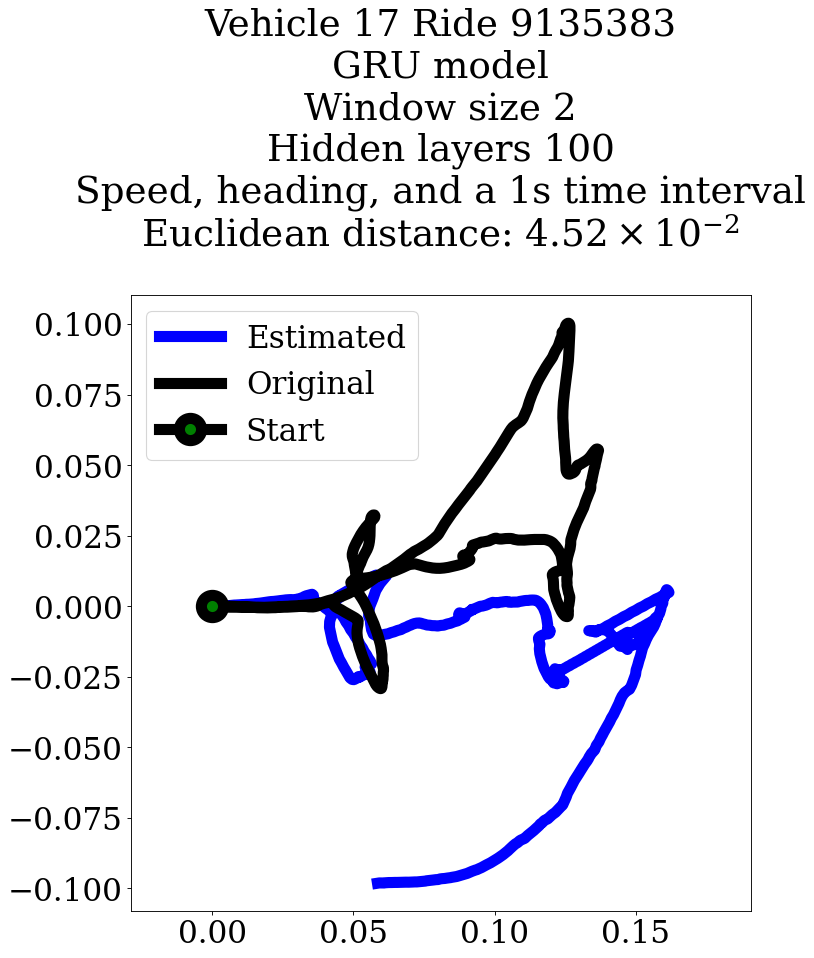 Vehicle 17 Ride 9135383
GRU model
Window size 2
Hidden layers 100
Speed, heading, and a 1s time interval
Euclidean distance: 4.52 × 10⁻²
Estimated
Original
Start
0.100
0.075
0.050
0.025
0.000
−0.025
−0.050
−0.075
−0.100
0.00 0.05 0.10 0.15